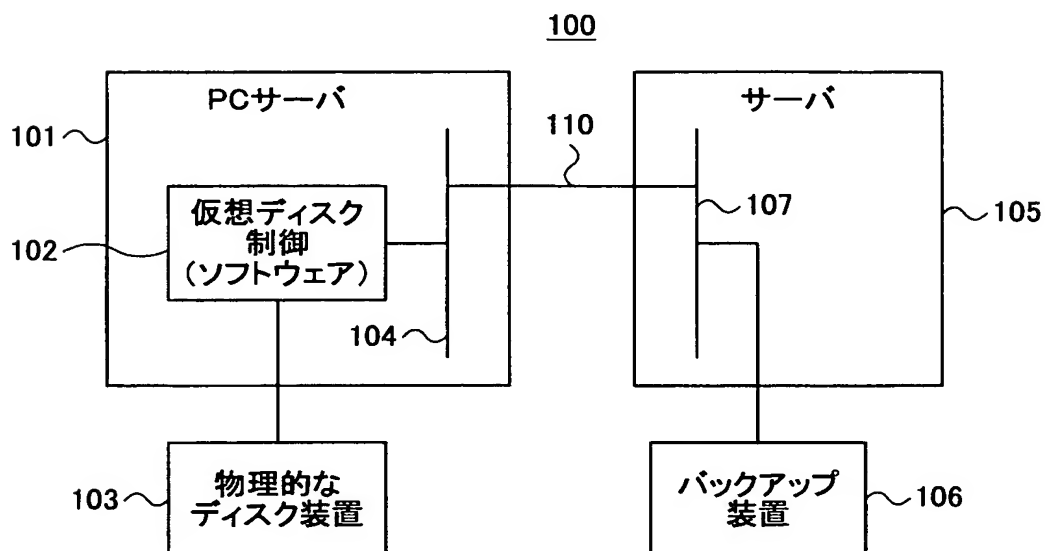 100
PCサーバ
サーバ
101
110
仮想ディスク
制御
(ソフトウェア)
102
107
105
104
103
物理的な
ディスク装置
バックアップ
装置
106